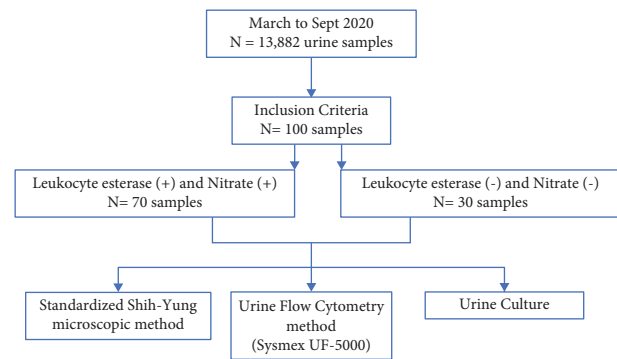 March to Sept 2020
N = 13,882 urine samples
Inclusion Criteria
N= 100 samples
Leukocyte esterase (+) and Nitrate (+)
N= 70 samples
Leukocyte esterase (-) and Nitrate (-)
N= 30 samples
Standardized Shih-Yung
microscopic method
Urine Flow Cytometry
method
(Sysmex UF-5000)
Urine Culture